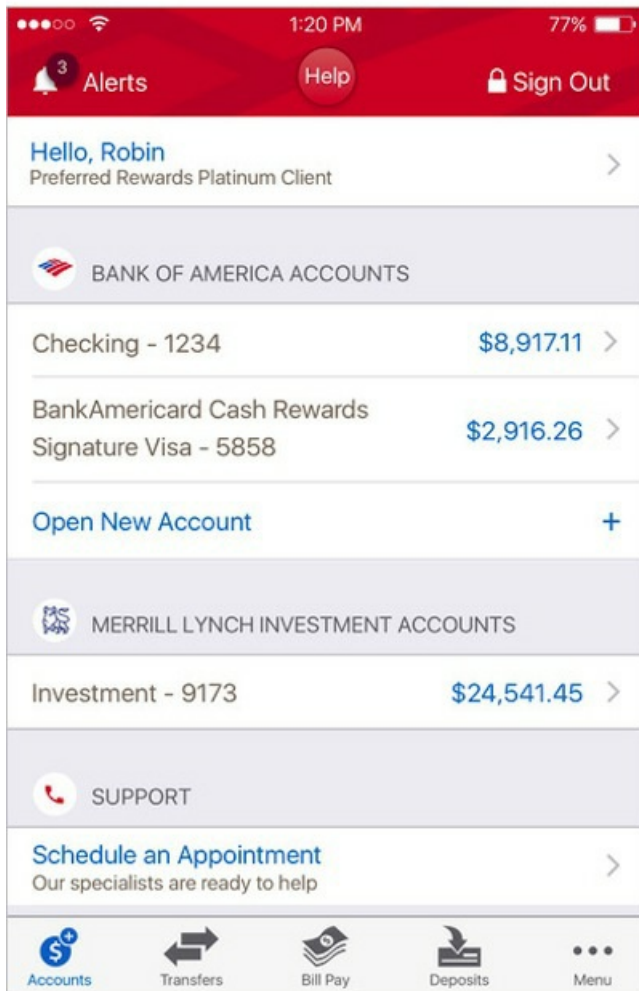 1:20 PM 77%
3
Alerts Help Sign Out
Hello, Robin
Preferred Rewards Platinum Client
BANK OF AMERICA ACCOUNTS
Checking - 1234 $8,917.11
BankAmericard Cash Rewards
Signature Visa - 5858 $2,916.26
Open New Account +
MERRILL LYNCH INVESTMENT ACCOUNTS
Investment - 9173 $24,541.45
SUPPORT
Schedule an Appointment
Our specialists are ready to help
Accounts Transfers Bill Pay Deposits Menu